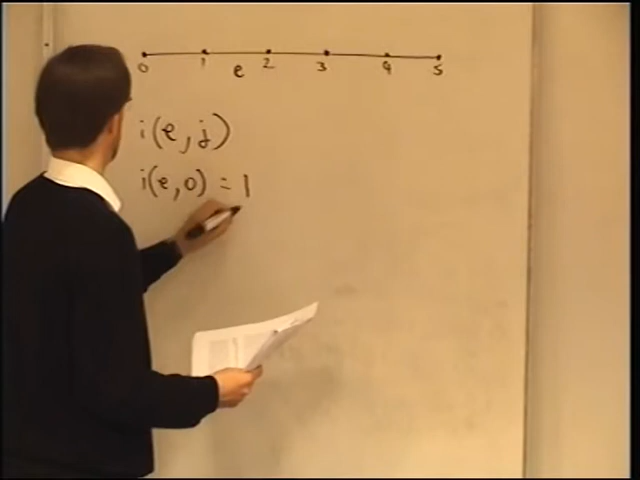 0 1 e 2 3 4 5
i(e,j)
i(e,0) = 1